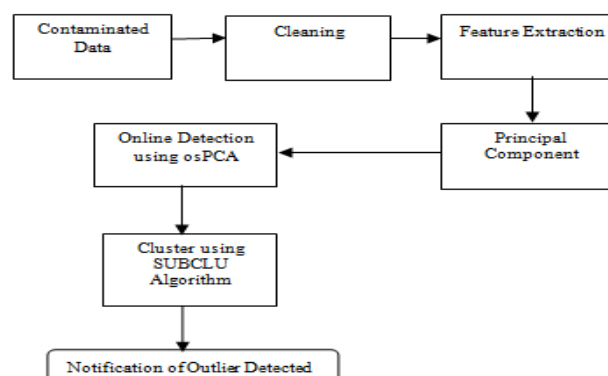 Contaminated
Data
Cleaning
Feature Extraction
Principal
Component
Online Detection
using osPCA
Cluster using
SUBCLU
Algorithm
Notification of Outlier Detected